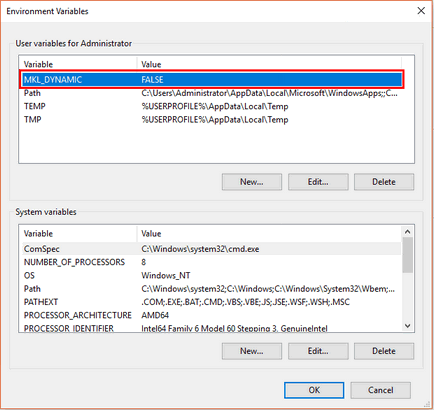 Environment Variables
User variables for Administrator
Variable Value
MKL_DYNAMIC FALSE
Path C:\Users\Administrator\AppData\Local\Microsoft\WindowsApps;;C...
TEMP %USERPROFILE%\AppData\Local\Temp
TMP %USERPROFILE%\AppData\Local\Temp
New... Edit... Delete
System variables
Variable Value
ComSpec C:\Windows\system32\cmd.exe
NUMBER_OF_PROCESSORS 8
OS Windows_NT
Path C:\Windows\system32;C:\Windows;C:\Windows\System32\Wbem;...
PATHEXT .COM;.EXE;.BAT;.CMD;.VBS;.VBE;.JS;.JSE;.WSF;.WSH;.MSC
PROCESSOR_ARCHITECTURE AMD64
PROCESSOR_IDENTIFIER Intel64 Family 6 Model 60 Stepping 3, GenuineIntel
New... Edit... Delete
OK Cancel